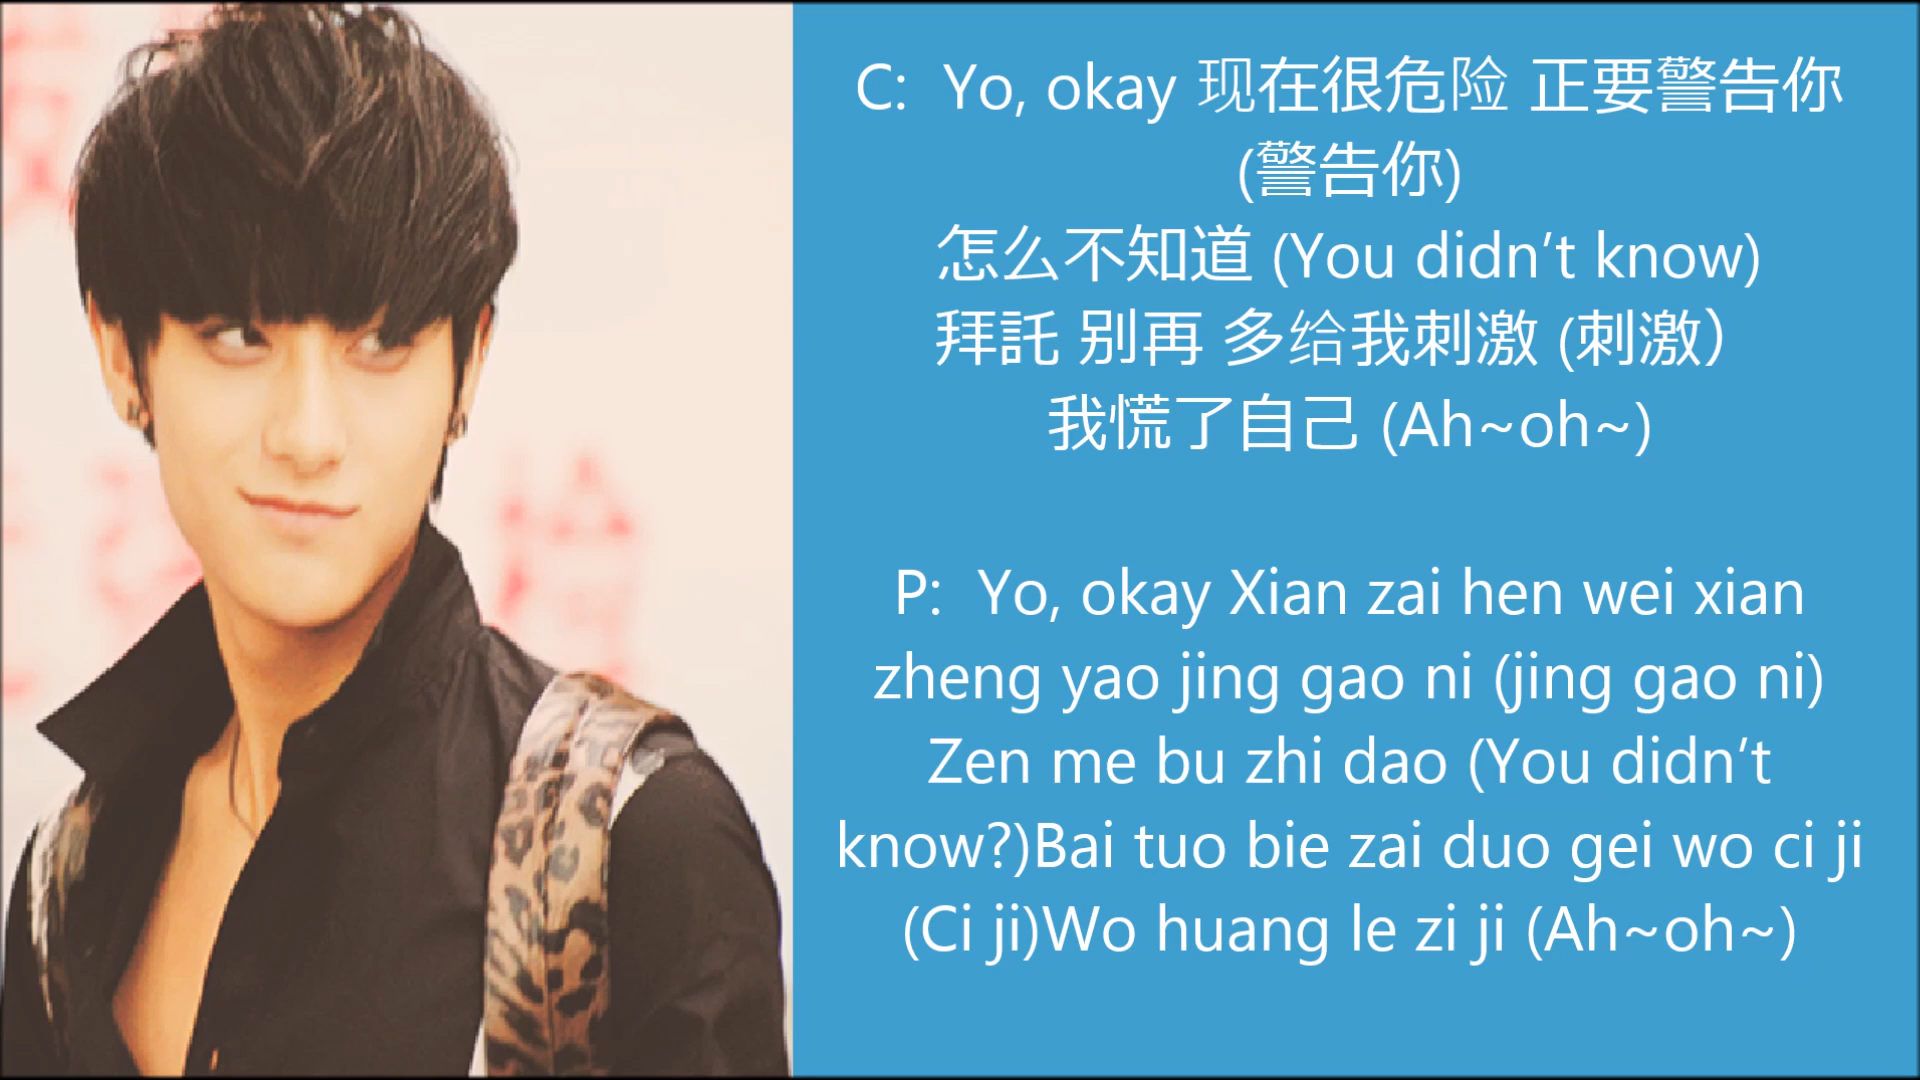 C:  Yo, okay 现在很危险 正要警告你
(警告你)
怎么不知道 (You didn’t know)
拜託 别再 多给我刺激 (刺激）
我慌了自己 (Ah~oh~)
P:  Yo, okay Xian zai hen wei xian
zheng yao jing gao ni (jing gao ni)
Zen me bu zhi dao (You didn’t
know?)Bai tuo bie zai duo gei wo ci ji
(Ci ji)Wo huang le zi ji (Ah~oh~)